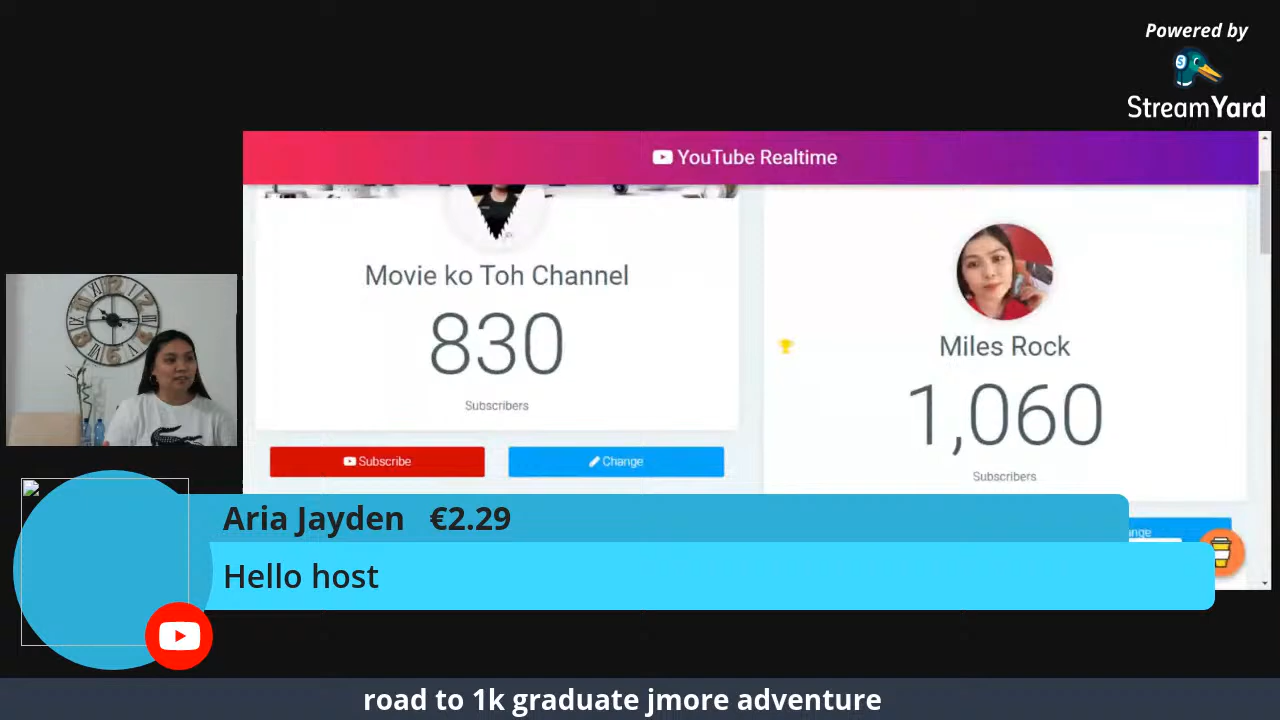 Powered by
StreamYard
YouTube Realtime
Movie ko Toh Channel
830
Subscribers
Subscribe
Change
Miles Rock
1,060
Subscribers
Aria Jayden €2.29
Hello host
road to 1k graduate jmore adventure